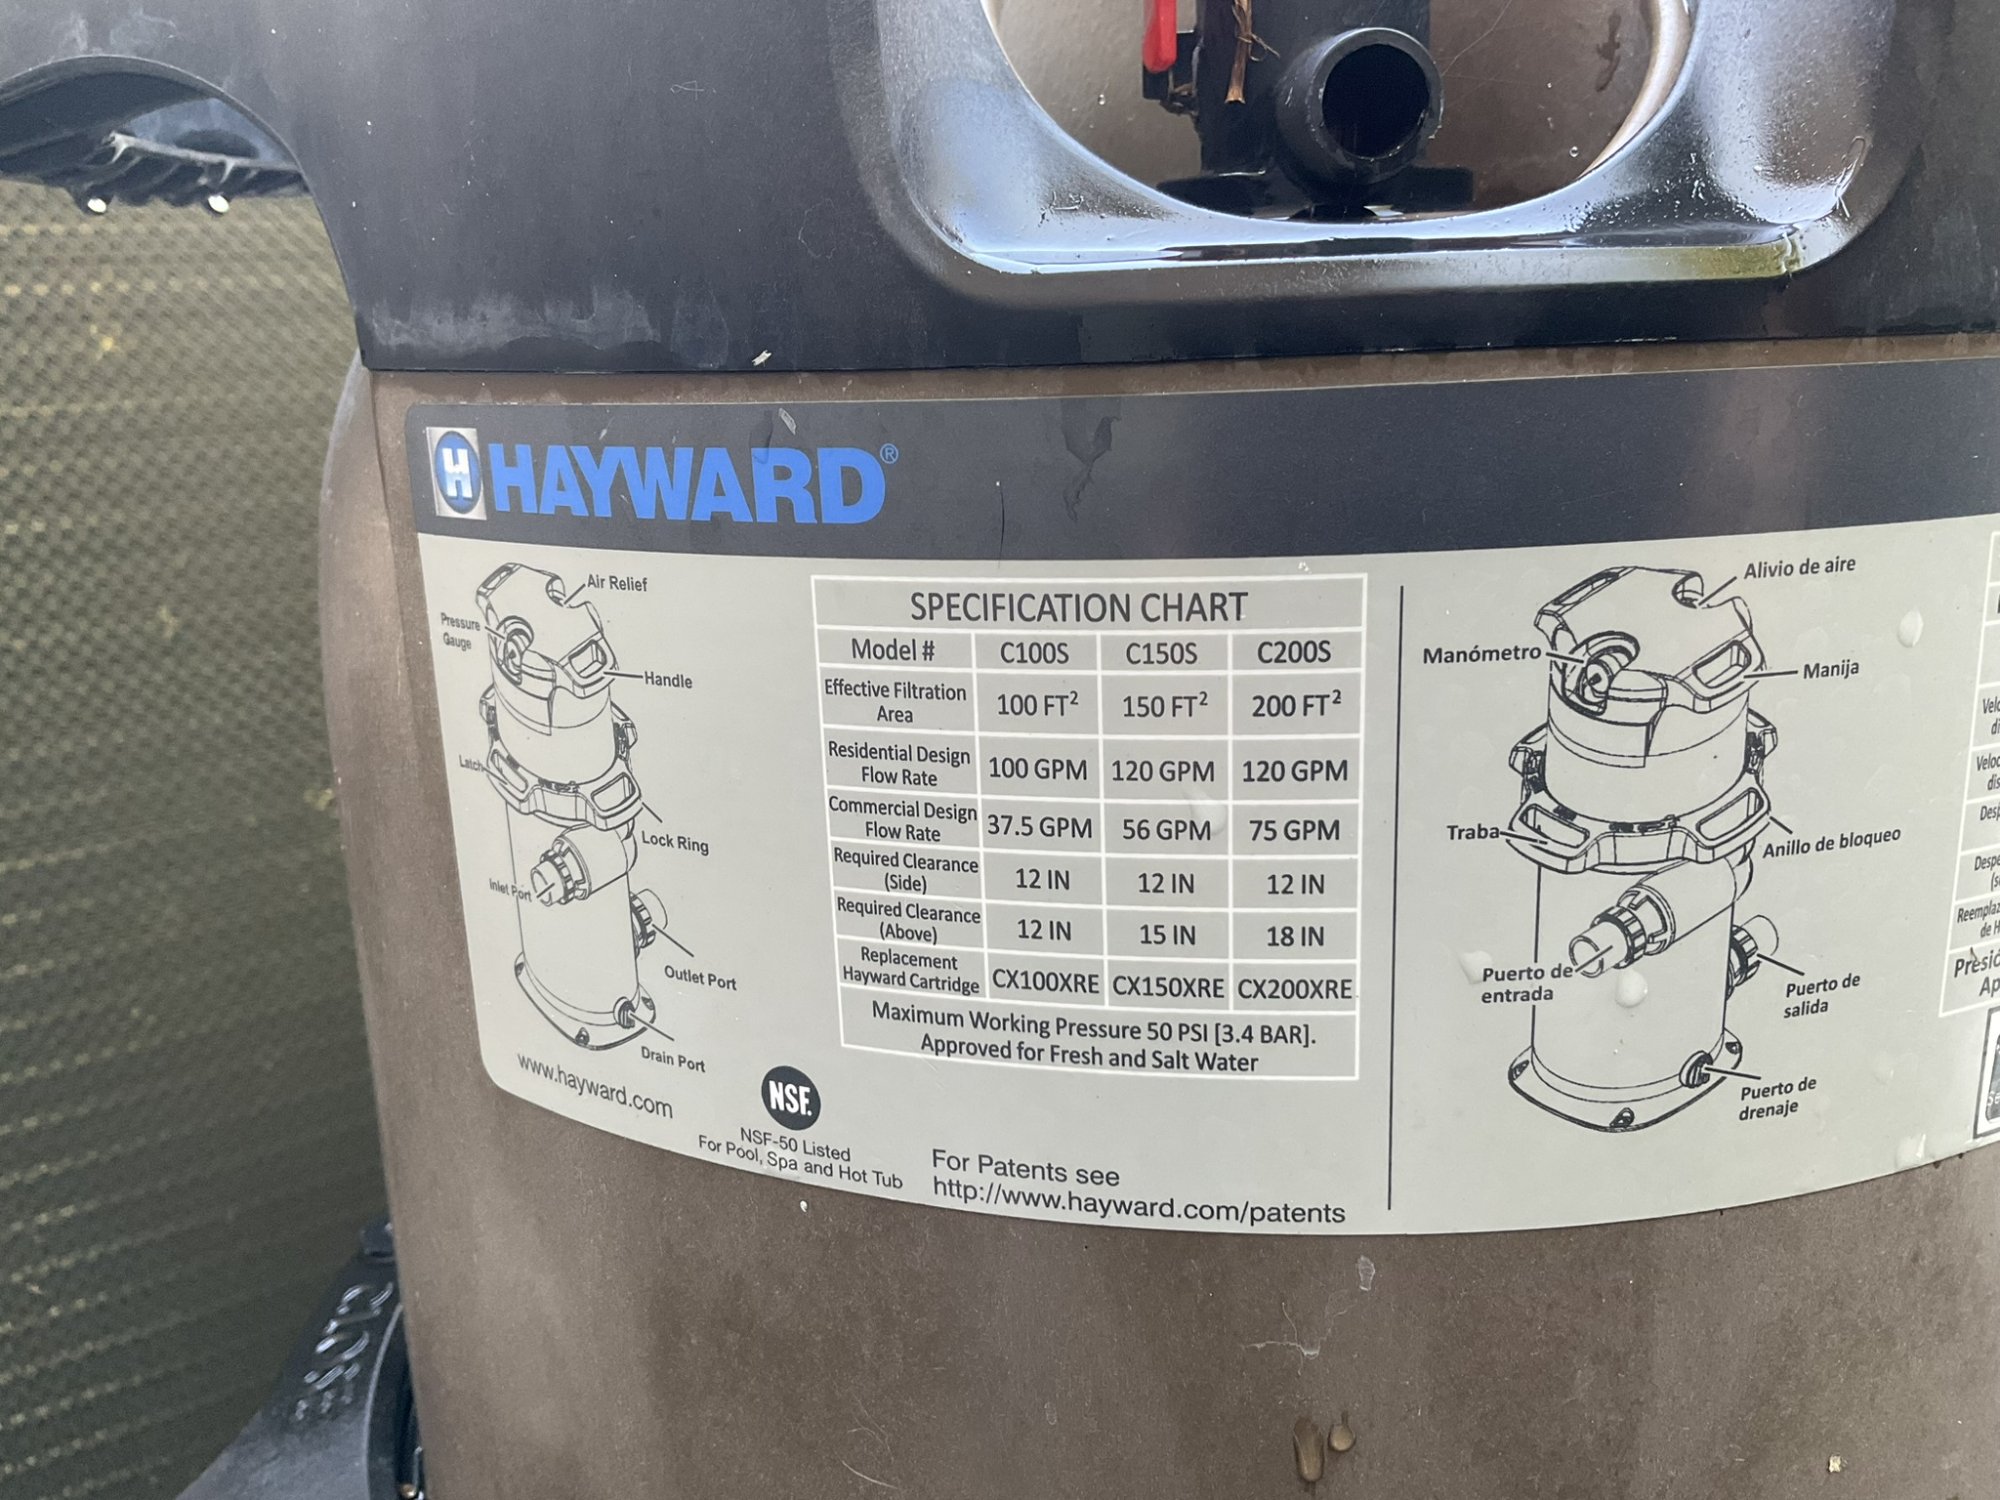 H HAYWARD®
Air Relief
Pressure
Gauge
Handle
Latch
Lock Ring
Inlet Port
Outlet Port
Drain Port
www.hayward.com
NSF.
NSF-50 Listed
For Pool, Spa and Hot Tub
SPECIFICATION CHART
Model # C100S C150S C200S
Effective Filtration
Area 100 FT² 150 FT² 200 FT²
Residential Design
Flow Rate 100 GPM 120 GPM 120 GPM
Commercial Design
Flow Rate 37.5 GPM 56 GPM 75 GPM
Required Clearance
(Side) 12 IN 12 IN 12 IN
Required Clearance
(Above) 12 IN 15 IN 18 IN
Replacement
Hayward Cartridge CX100XRE CX150XRE CX200XRE
Maximum Working Pressure 50 PSI [3.4 BAR].
Approved for Fresh and Salt Water
For Patents see
http://www.hayward.com/patents
Alivio de aire
Manómetro
Manija
Traba
Anillo de bloqueo
Puerto de
entrada
Puerto de
salida
Puerto de
drenaje